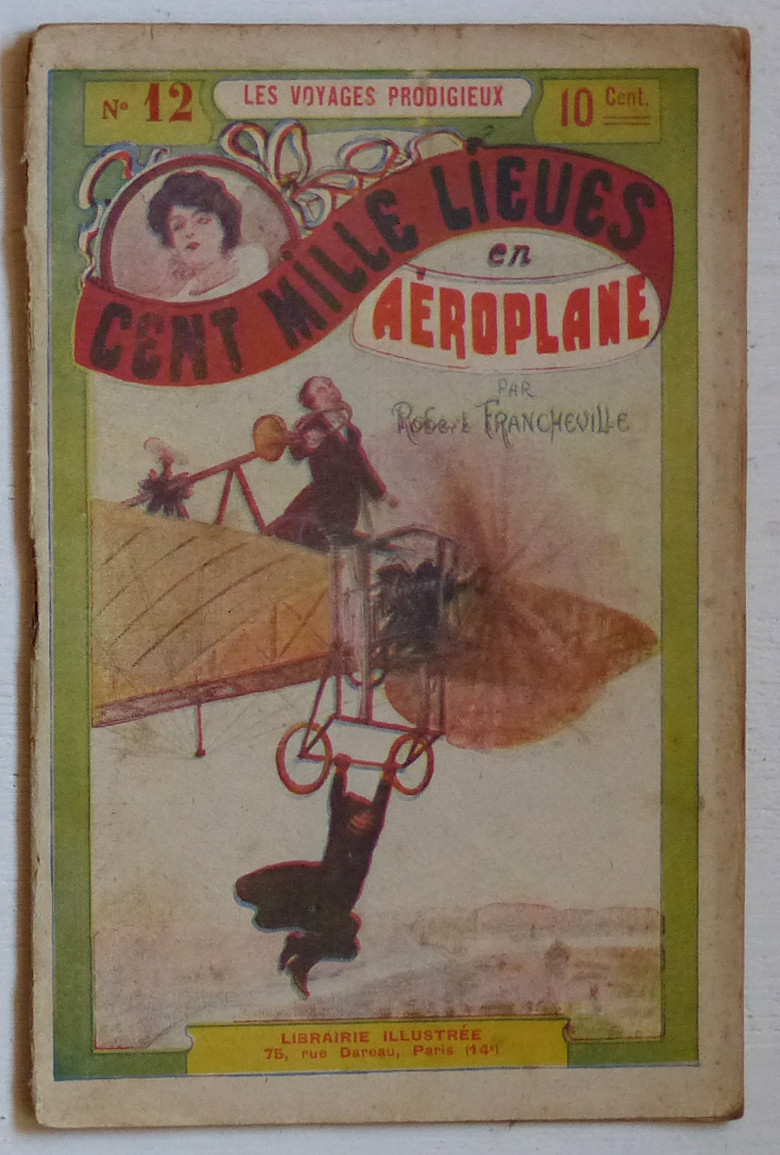 N° 12
LES VOYAGES PRODIGIEUX
10 Cent.
CENT MILLE LIEUES
en
AÉROPLANE
PAR
Robert FRANCHEVILLE
LIBRAIRIE ILLUSTRÉE
75, rue Dareau, Paris (14e)